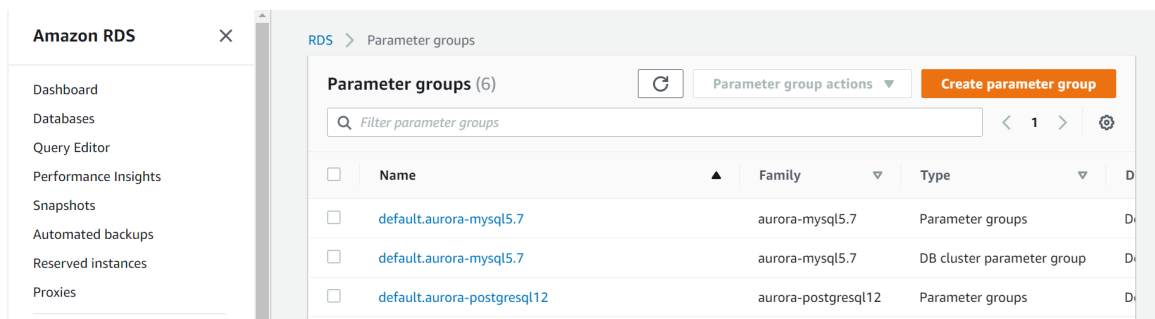 Amazon RDS
Dashboard
Databases
Query Editor
Performance Insights
Snapshots
Automated backups
Reserved instances
Proxies
RDS > Parameter groups
Parameter groups (6)
Parameter group actions
Create parameter group
Filter parameter groups
1
Name Family Type D
default.aurora-mysql5.7 aurora-mysql5.7 Parameter groups
default.aurora-mysql5.7 aurora-mysql5.7 DB cluster parameter group
default.aurora-postgresql12 aurora-postgresql12 Parameter groups